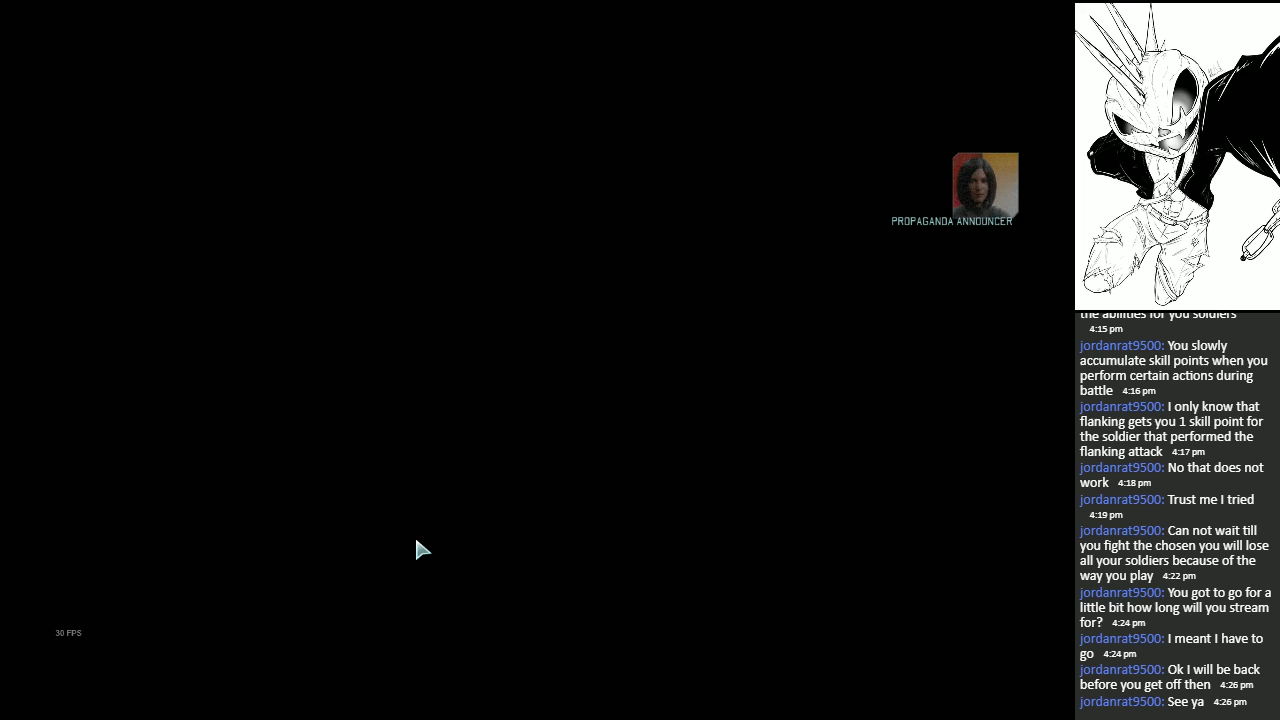 PROPAGANDA ANNOUNCER
30 FPS
the abilities for you soldiers
4:15 pm
jordanrat9500: You slowly
accumulate skill points when you
perform certain actions during
battle 4:16 pm
jordanrat9500: I only know that
flanking gets you 1 skill point for
the soldier that performed the
flanking attack 4:17 pm
jordanrat9500: No that does not
work 4:18 pm
jordanrat9500: Trust me I tried
4:19 pm
jordanrat9500: Can not wait till
you fight the chosen you will lose
all your soldiers because of the
way you play 4:22 pm
jordanrat9500: You got to go for a
little bit how long will you stream
for? 4:24 pm
jordanrat9500: I meant I have to
go 4:24 pm
jordanrat9500: Ok I will be back
before you get off then 4:26 pm
jordanrat9500: See ya 4:26 pm